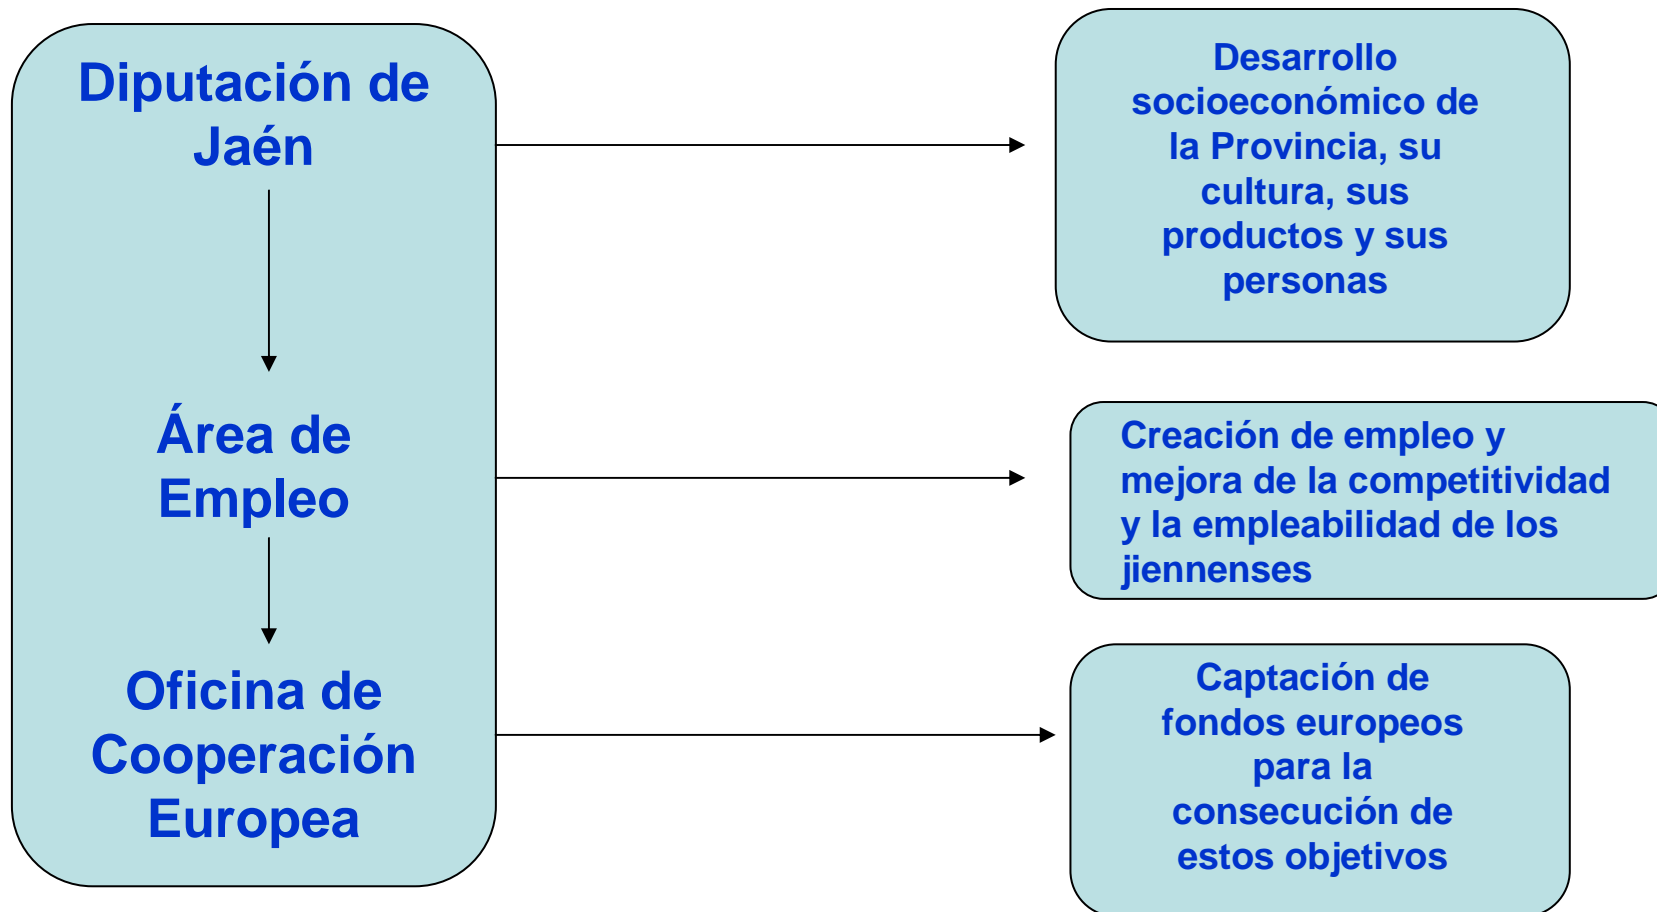 Diputación de
Jaén
Área de
Empleo
Oficina de
Cooperación
Europea
Desarrollo
socioeconómico de
la Provincia, su
cultura, sus
productos y sus
personas
Creación de empleo y
mejora de la competitividad
y la empleabilidad de los
jiennenses
Captación de
fondos europeos
para la
consecución de
estos objetivos